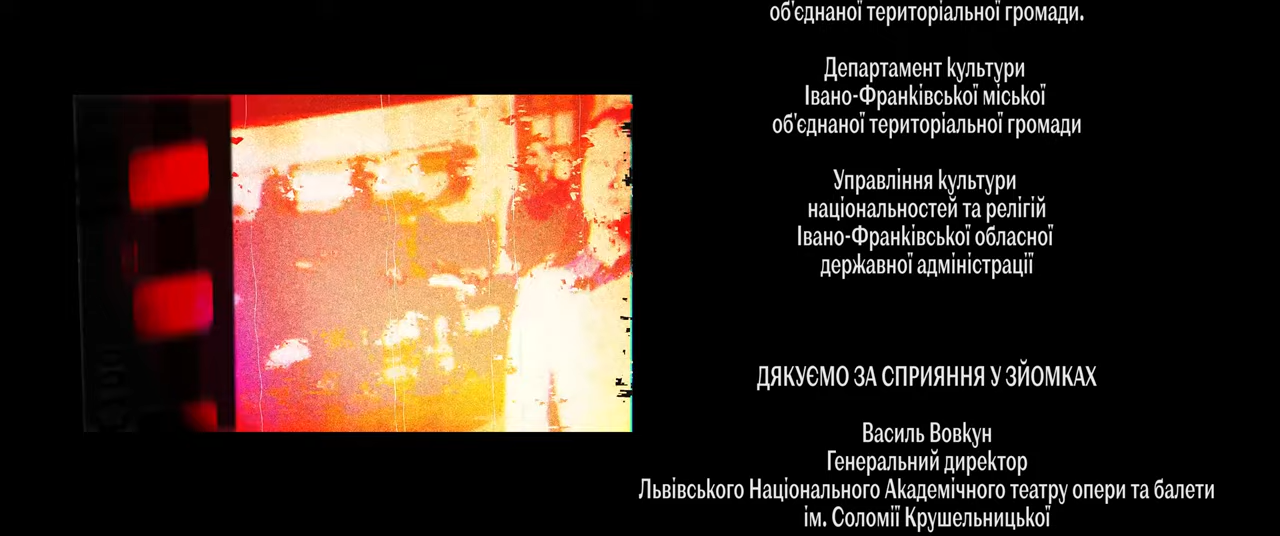 об'єднаної територіальної громади.
Департамент культури
Івано-Франківської міської
об'єднаної територіальної громади
Управління культури
національностей та релігій
Івано-Франківської обласної
державної адміністрації
ДЯКУЄМО ЗА СПРИЯННЯ У ЗЙОМКАХ
Василь Вовкун
Генеральний директор
Львівського Національного Академічного театру опери та балети
ім. Соломії Крушельницької